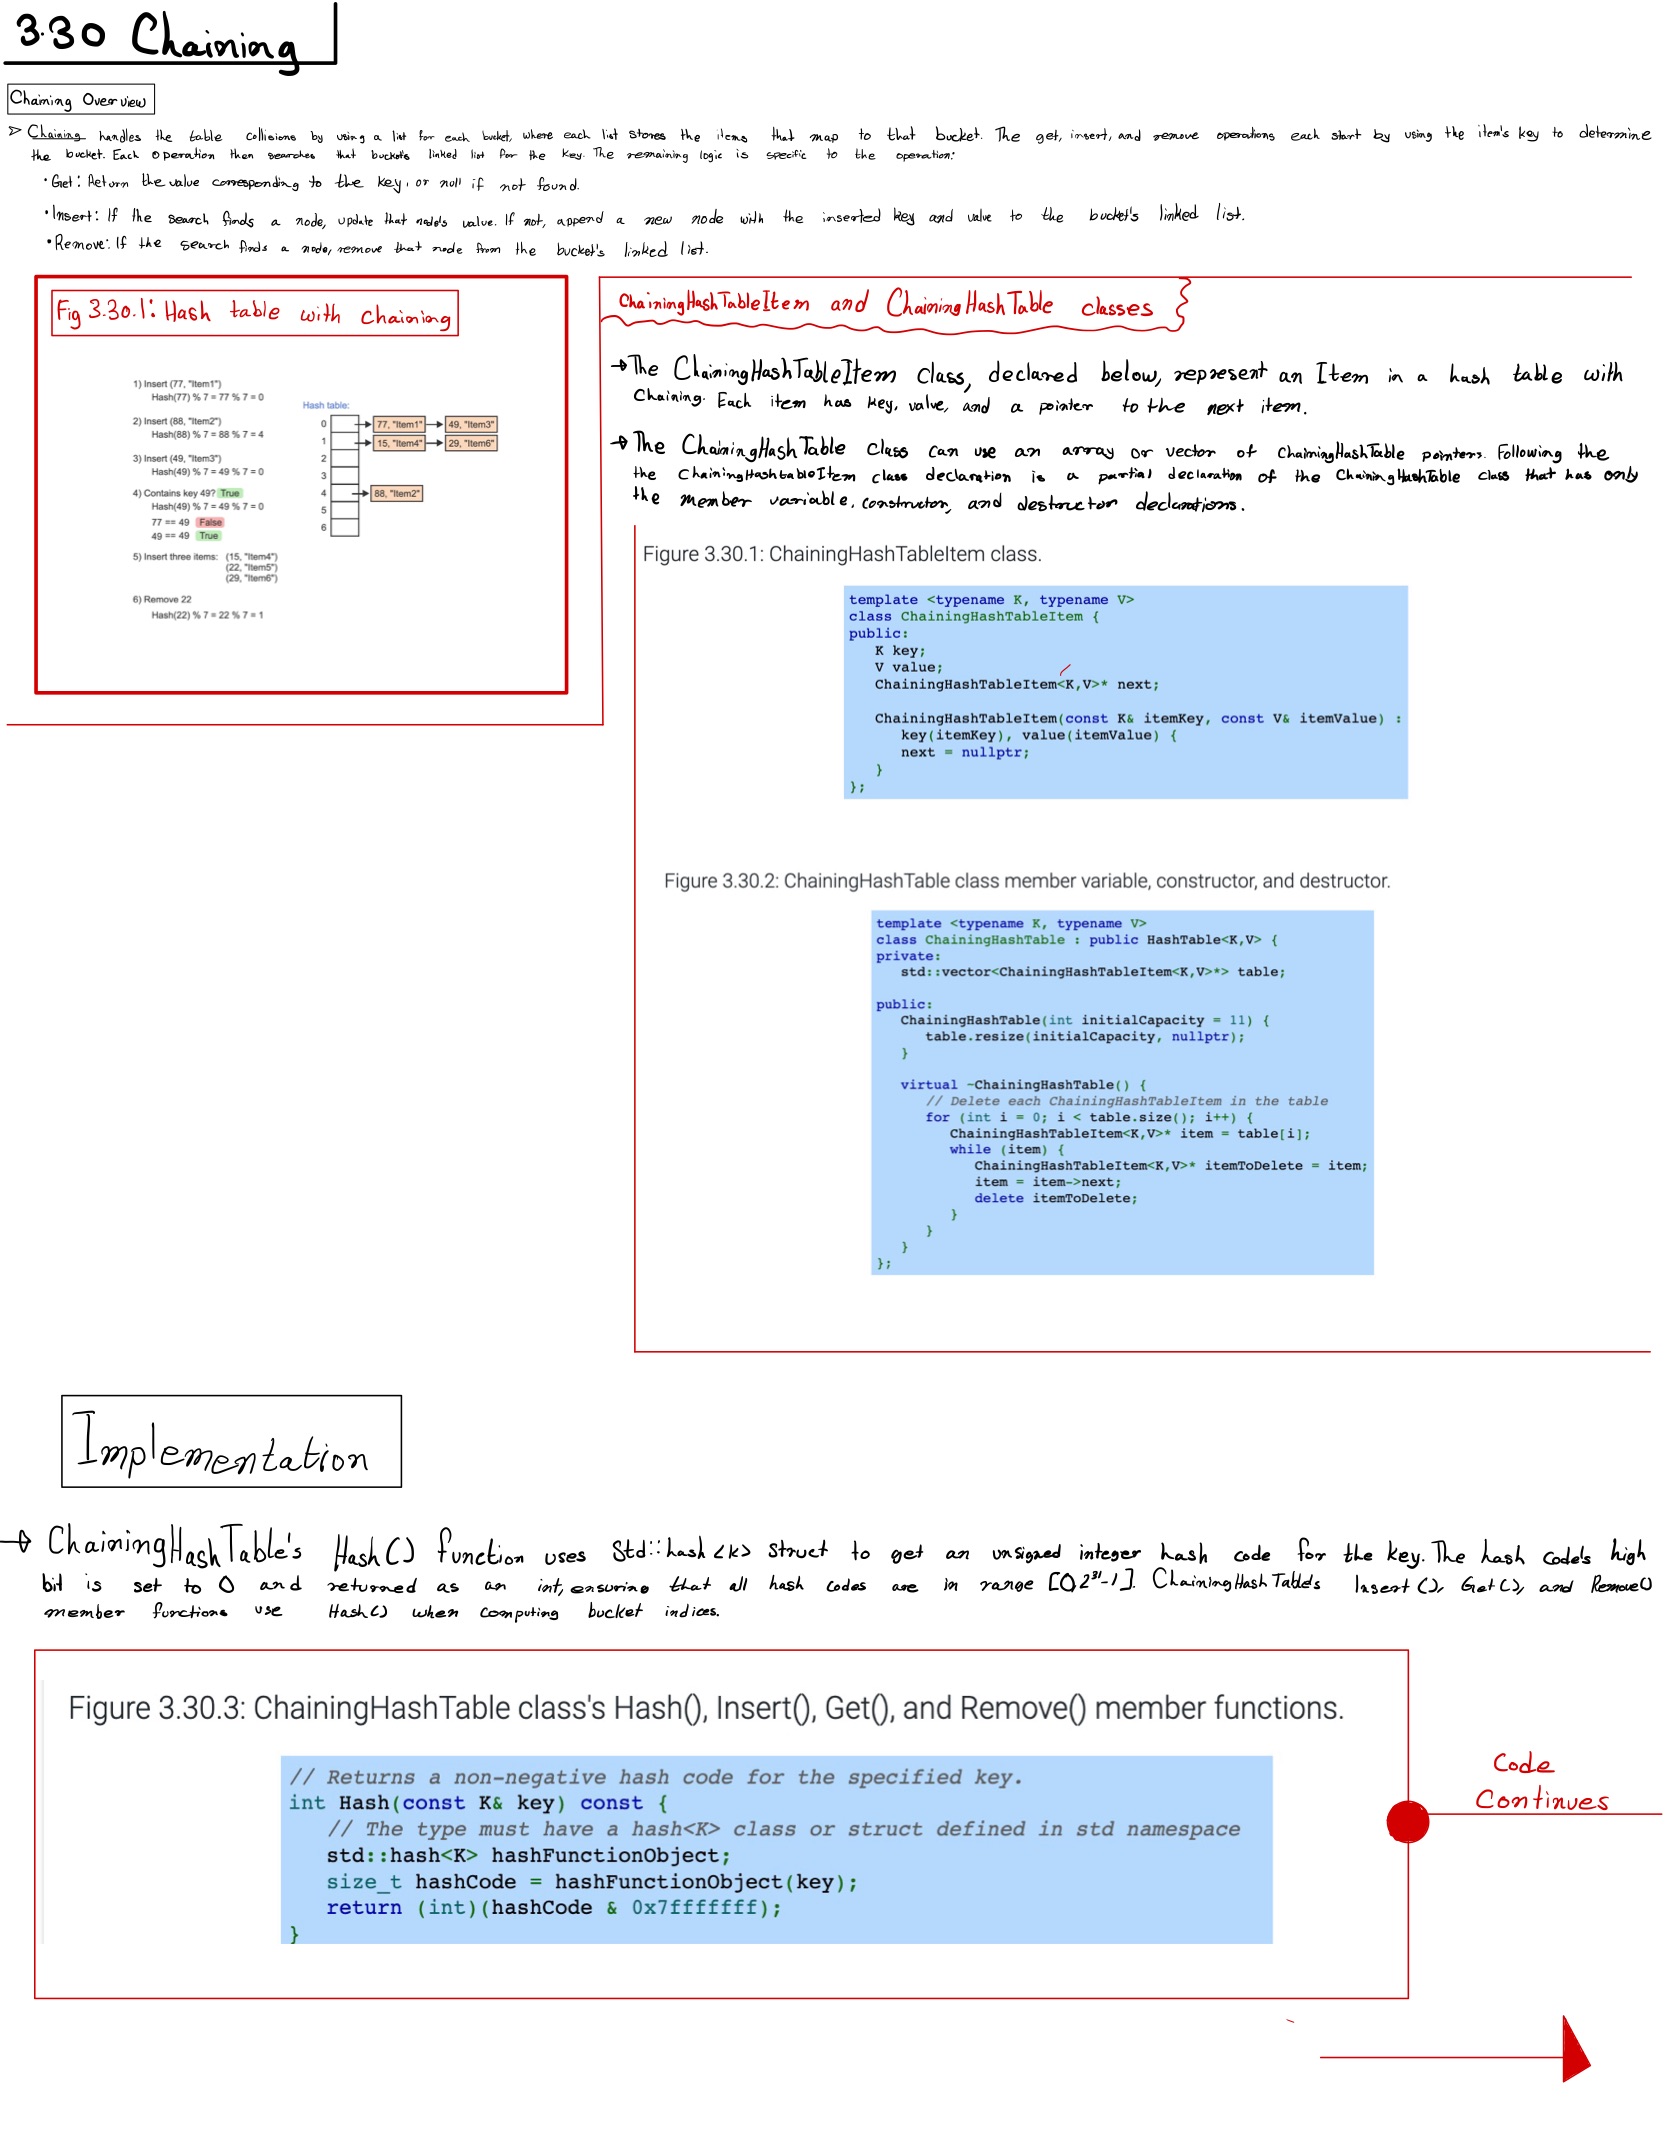 3.30 Chaining
Chaining Overview
Chaining handles the table collisions by using a list for each bucket, where each list stores the items that map to that bucket. The get, insert, and remove operations each start by using the item's key to determine
the bucket. Each operation then searches that bucket's linked list for the key. The remaining logic is specific to the operation:
• Get: Return the value corresponding to the key, or null if not found.
• Insert: If the search finds a node, update that node's value. If not, append a new node with the inserted key and value to the bucket's linked list.
• Remove: If the search finds a node, remove that node from the bucket's linked list.
Fig 3.30.1: Hash table with chaining
1) Insert (77, "Item1")
Hash(77) % 7 = 77 % 7 = 0
2) Insert (88, "Item2")
Hash(88) % 7 = 88 % 7 = 4
3) Insert (49, "Item3")
Hash(49) % 7 = 49 % 7 = 0
4) Contains key 49? True
Hash(49) % 7 = 49 % 7 = 0
77 == 49 False
49 == 49 True
5) Insert three items: (15, "Item4")
(22, "Item5")
(29, "Item6")
6) Remove 22
Hash(22) % 7 = 22 % 7 = 1
Hash table:
0 77, "Item1" 49, "Item3"
1 15, "Item4" 29, "Item6"
2
3
4 88, "Item2"
5
6
ChainingHashTableItem and ChainingHashTable classes
The ChainingHashTableItem class, declared below, represent an Item in a hash table with
Chaining. Each item has key, value, and a pointer to the next item.
The ChainingHashTable class can use an array or vector of ChainingHashTable pointers. Following the
the ChainingHashtableItem class declaration is a partial declaration of the ChainingHashTable class that has only
the member variable, constructor, and destructor declarations.
Figure 3.30.1: ChainingHashTableItem class.
template <typename K, typename V>
class ChainingHashTableItem {
public:
K key;
V value;
ChainingHashTableItem<K,V>* next;
ChainingHashTableItem(const K& itemKey, const V& itemValue) :
key(itemKey), value(itemValue) {
next = nullptr;
}
};
Figure 3.30.2: ChainingHashTable class member variable, constructor, and destructor.
template <typename K, typename V>
class ChainingHashTable : public HashTable<K,V> {
private:
std::vector<ChainingHashTableItem<K,V>*> table;
public:
ChainingHashTable(int initialCapacity = 11) {
table.resize(initialCapacity, nullptr);
}
virtual ~ChainingHashTable() {
// Delete each ChainingHashTableItem in the table
for (int i = 0; i < table.size(); i++) {
ChainingHashTableItem<K,V>* item = table[i];
while (item) {
ChainingHashTableItem<K,V>* itemToDelete = item;
item = item->next;
delete itemToDelete;
}
}
}
};
Implementation
ChainingHashTable's Hash() function uses Std::hash<k> struct to get an unsigned integer hash code for the key. The hash code's high
bit is set to 0 and returned as an int, ensuring that all hash codes are in range [0, 2³¹-1]. ChainingHashTable's Insert(), Get(), and Remove()
member functions use Hash() when computing bucket indices.
Figure 3.30.3: ChainingHashTable class's Hash(), Insert(), Get(), and Remove() member functions.
// Returns a non-negative hash code for the specified key.
int Hash(const K& key) const {
// The type must have a hash<K> class or struct defined in std namespace
std::hash<K> hashFunctionObject;
size_t hashCode = hashFunctionObject(key);
return (int)(hashCode & 0x7fffffff);
}
Code
Continues